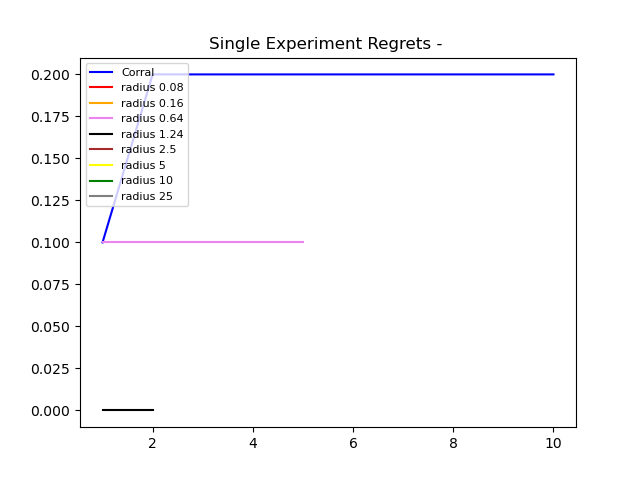 Single Experiment Regrets -
0.200
0.175
0.150
0.125
0.100
0.075
0.050
0.025
0.000
Corral
radius 0.08
radius 0.16
radius 0.64
radius 1.24
radius 2.5
radius 5
radius 10
radius 25
2 4 6 8 10